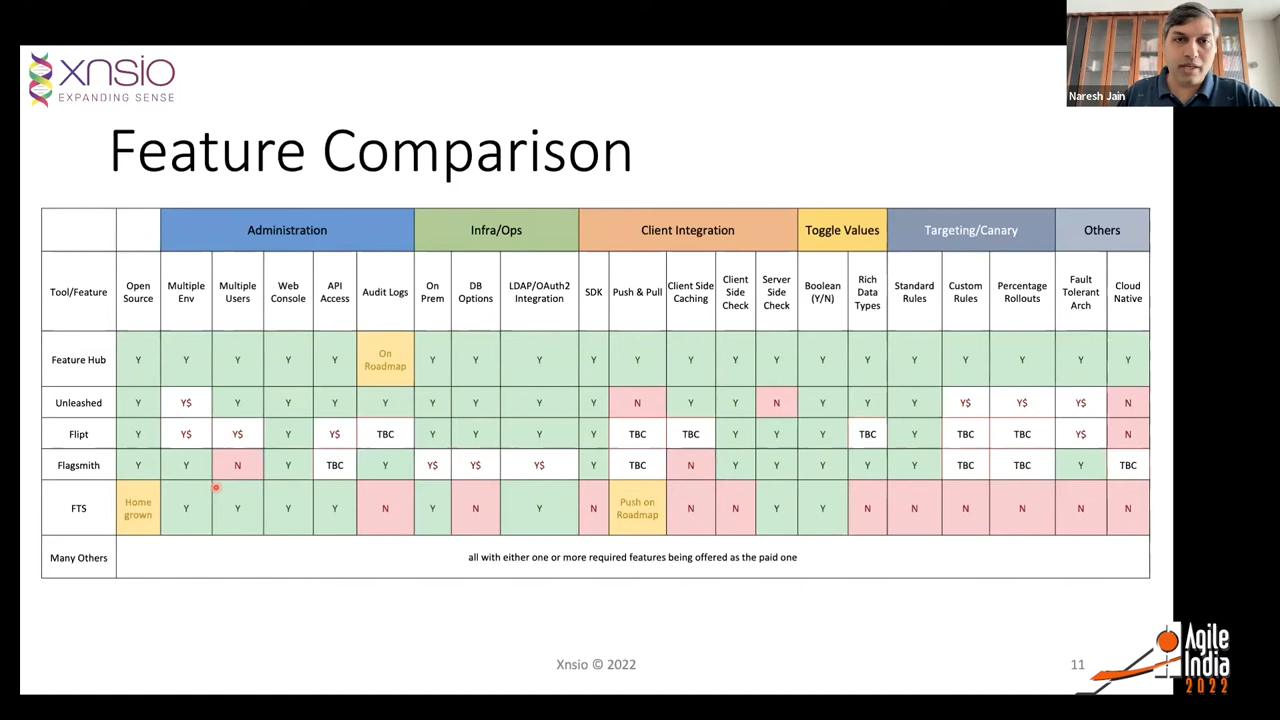 xnsio
EXPANDING SENSE
Naresh Jain
Feature Comparison
Administration Infra/Ops Client Integration Toggle Values Targeting/Canary Others
Tool/Feature Open Source Multiple Env Multiple Users Web Console API Access Audit Logs On Prem DB Options LDAP/OAuth2 Integration SDK Push & Pull Client Side Caching Client Side Check Server Side Check Boolean (Y/N) Rich Data Types Standard Rules Custom Rules Percentage Rollouts Fault Tolerant Arch Cloud Native
Feature Hub Y Y Y Y Y On Roadmap Y Y Y Y Y Y Y Y Y Y Y Y Y Y Y
Unleashed Y Y$ Y Y Y Y Y Y Y Y N Y Y N Y Y Y Y$ Y$ Y$ N
Flipt Y Y$ Y$ Y Y$ TBC Y Y Y Y TBC TBC Y Y Y TBC Y TBC TBC Y$ N
Flagsmith Y Y N Y TBC Y Y$ Y$ Y$ Y TBC N Y Y Y Y Y TBC TBC Y TBC
FTS Home grown Y Y Y Y N Y N Y N Push on Roadmap N N Y Y N N N N N N
Many Others all with either one or more required features being offered as the paid one
Xnsio © 2022
11
Agile
India
2022